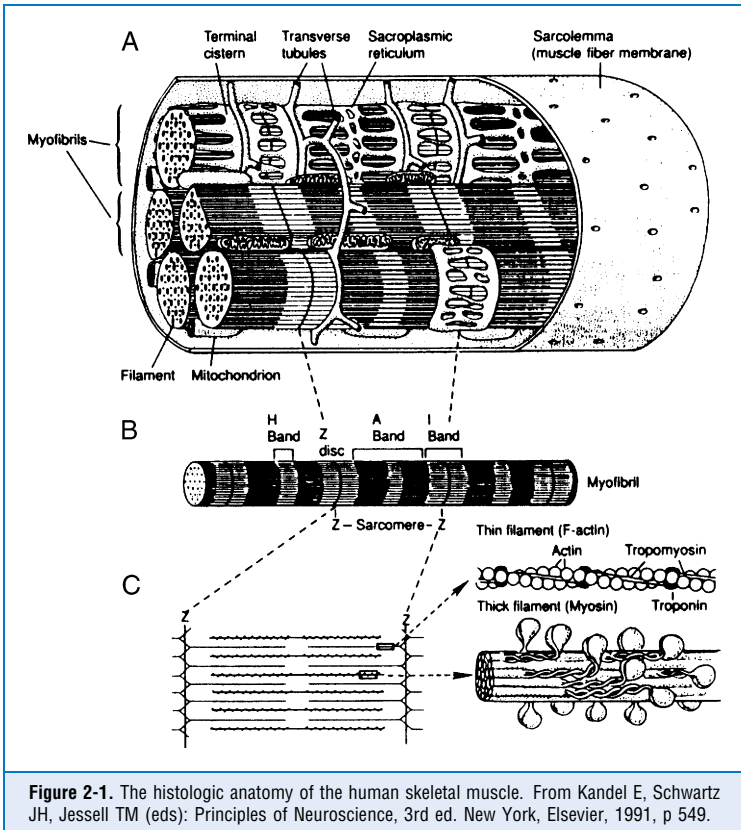 A
Terminal cistern
Transverse tubules
Sacroplasmic reticulum
Sarcolemma
(muscle fiber membrane)
Myofibrils
Filament Mitochondrion
B
H Band
Z disc
A Band
I Band
Myofibril
Z – Sarcomere – Z
C
Z
Z
Thin filament (F-actin)
Actin Tropomyosin
Thick filament (Myosin) Troponin
Figure 2-1. The histologic anatomy of the human skeletal muscle. From Kandel E, Schwartz
JH, Jessell TM (eds): Principles of Neuroscience, 3rd ed. New York, Elsevier, 1991, p 549.